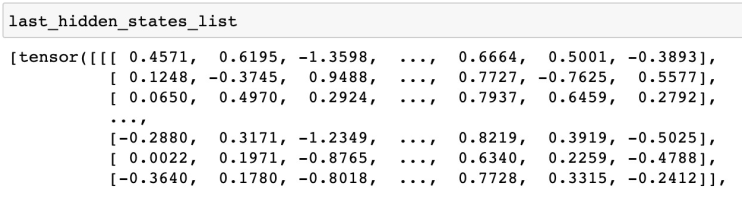 last_hidden_states_list
[tensor([[[ 0.4571,  0.6195, -1.3598,  ...,  0.6664,  0.5001, -0.3893],
         [ 0.1248, -0.3745,  0.9488,  ...,  0.7727, -0.7625,  0.5577],
         [ 0.0650,  0.4970,  0.2924,  ...,  0.7937,  0.6459,  0.2792],
         ...,
         [-0.2880,  0.3171, -1.2349,  ...,  0.8219,  0.3919, -0.5025],
         [ 0.0022,  0.1971, -0.8765,  ...,  0.6340,  0.2259, -0.4788],
         [-0.3640,  0.1780, -0.8018,  ...,  0.7728,  0.3315, -0.2412]],